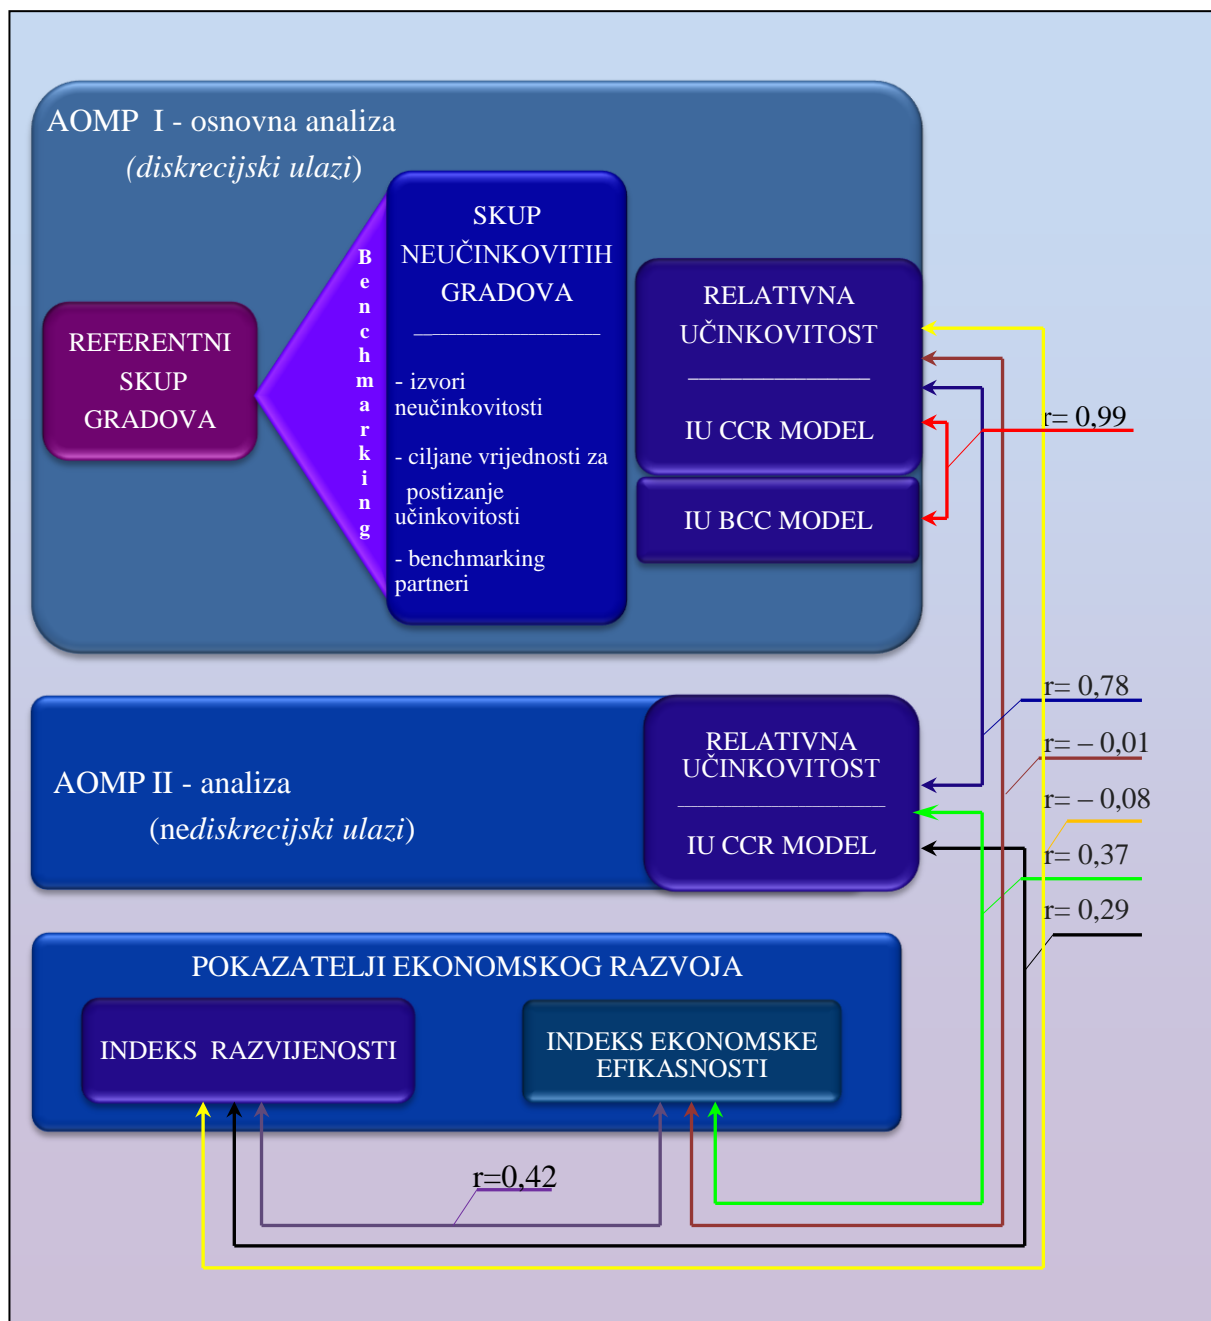 AOMP I - osnovna analiza
(diskrecijski ulazi)
REFERENTNI
SKUP
GRADOVA
Benchmarking
SKUP
NEUČINKOVITIH
GRADOVA
- izvori
neučinkovitosti
- ciljane vrijednosti za
postizanje
učinkovitosti
- benchmarking
partneri
RELATIVNA
UČINKOVITOST
IU CCR MODEL
IU BCC MODEL
r= 0,99
AOMP II - analiza
(nediskrecijski ulazi)
RELATIVNA
UČINKOVITOST
IU CCR MODEL
r= 0,78
r= – 0,01
r= – 0,08
r= 0,37
r= 0,29
POKAZATELJI EKONOMSKOG RAZVOJA
INDEKS RAZVIJENOSTI
INDEKS EKONOMSKE
EFIKASNOSTI
r=0,42